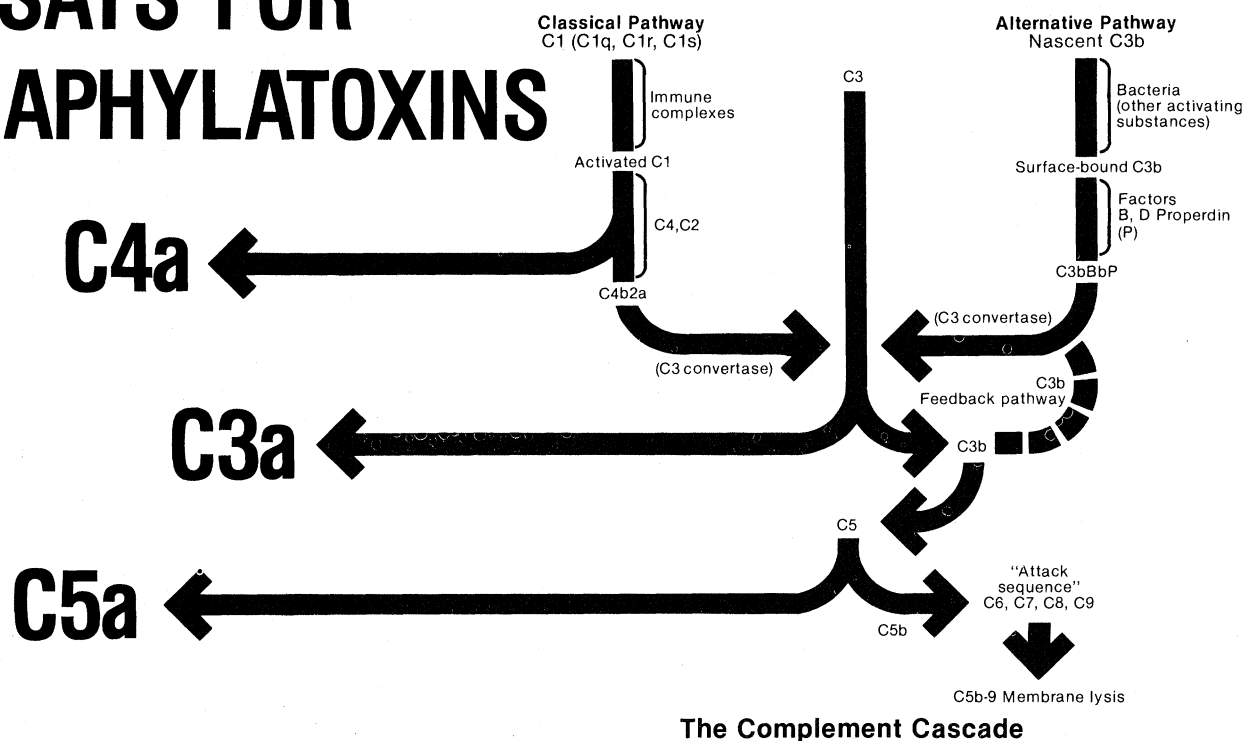 SAYS FOR
APHYLATOXINS
Classical Pathway
C1 (C1q, C1r, C1s)
Immune
complexes
Activated C1
C4,C2
C4b2a
(C3 convertase)
C3
Alternative Pathway
Nascent C3b
Bacteria
(other activating
substances)
Surface-bound C3b
Factors
B, D Properdin
(P)
C3bBbP
(C3 convertase)
C3b
Feedback pathway
C3b
C4a
C3a
C5
C5a
C5b
"Attack
sequence"
C6, C7, C8, C9
C5b-9 Membrane lysis
The Complement Cascade